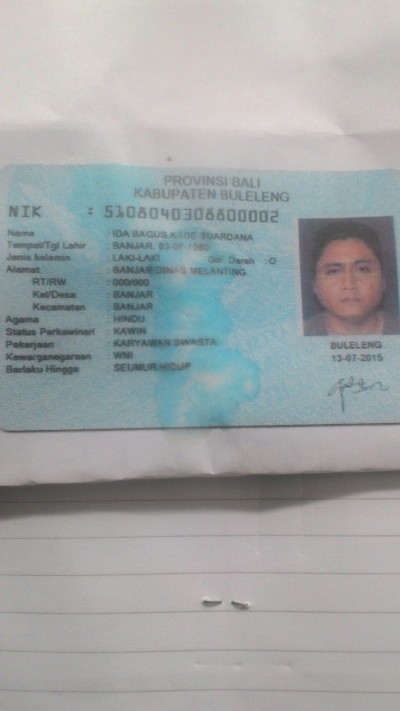 PROVINSI BALI
KABUPATEN BULELENG
NIK : 5108040308800002
Nama : IDA BAGUS KADE SUARDANA
Tempat/Tgl Lahir : BANJAR, 03-08-1980
Jenis kelamin : LAKI-LAKI Gol Darah : O
Alamat : BANJAR DINAS MELANTING
RT/RW : 000/000
Kel/Desa : BANJAR
Kecamatan : BANJAR
Agama : HINDU
Status Perkawinan : KAWIN
Pekerjaan : KARYAWAN SWASTA
Kewarganegaraan : WNI
Berlaku Hingga : SEUMUR HIDUP
BULELENG
13-07-2015